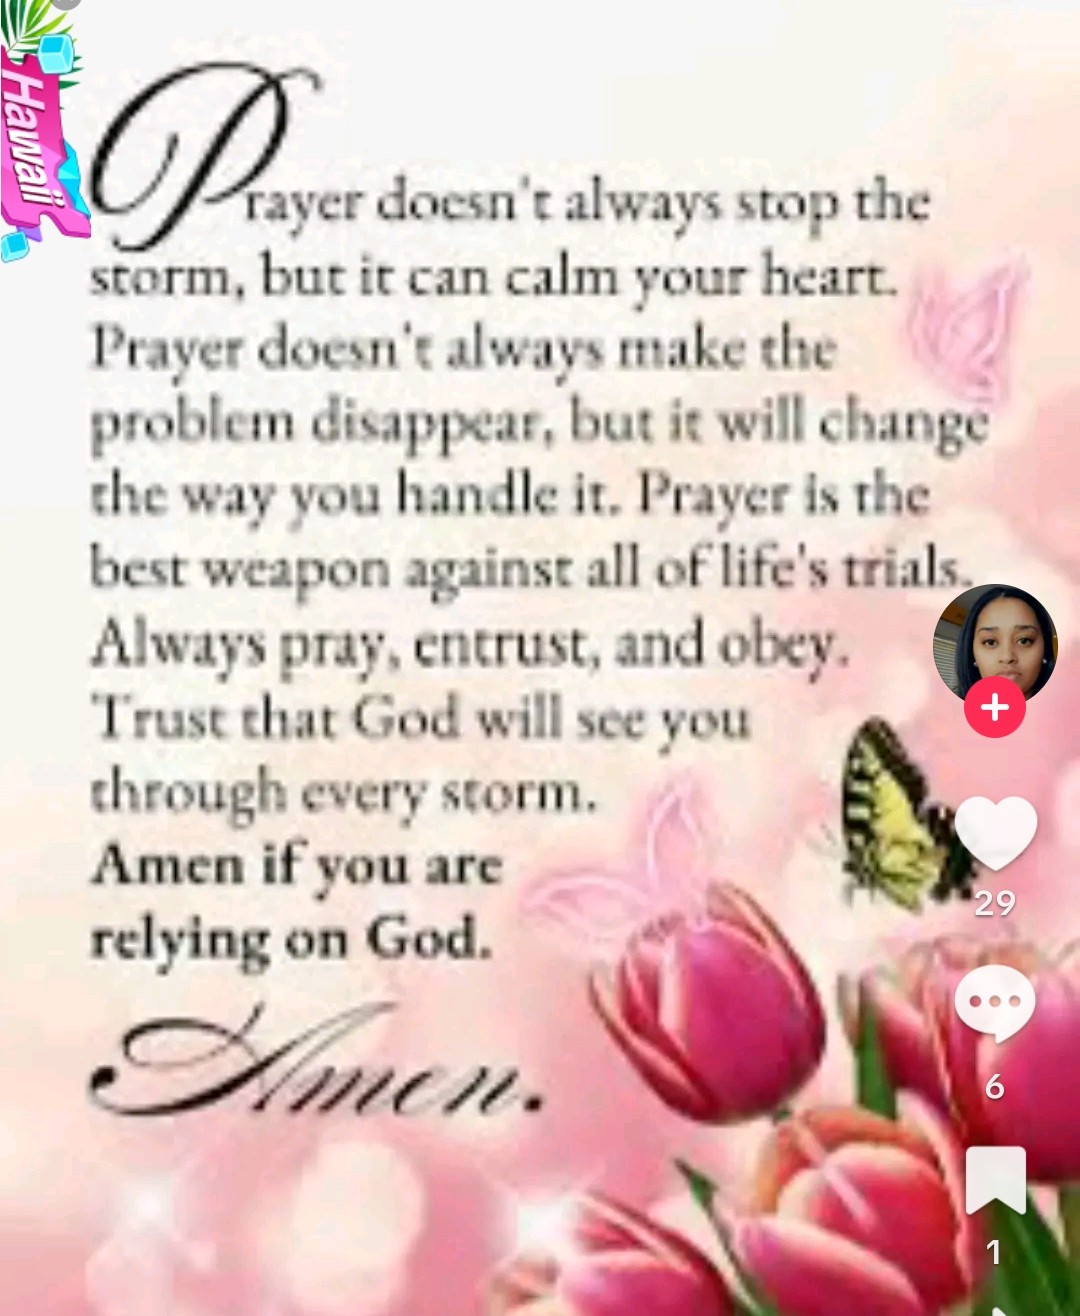 Hawaii
Prayer doesn't always stop the
storm, but it can calm your heart.
Prayer doesn't always make the
problem disappear, but it will change
the way you handle it. Prayer is the
best weapon against all of life's trials.
Always pray, entrust, and obey.
Trust that God will see you
through every storm.
Amen if you are
relying on God.
Amen.
29
6
1